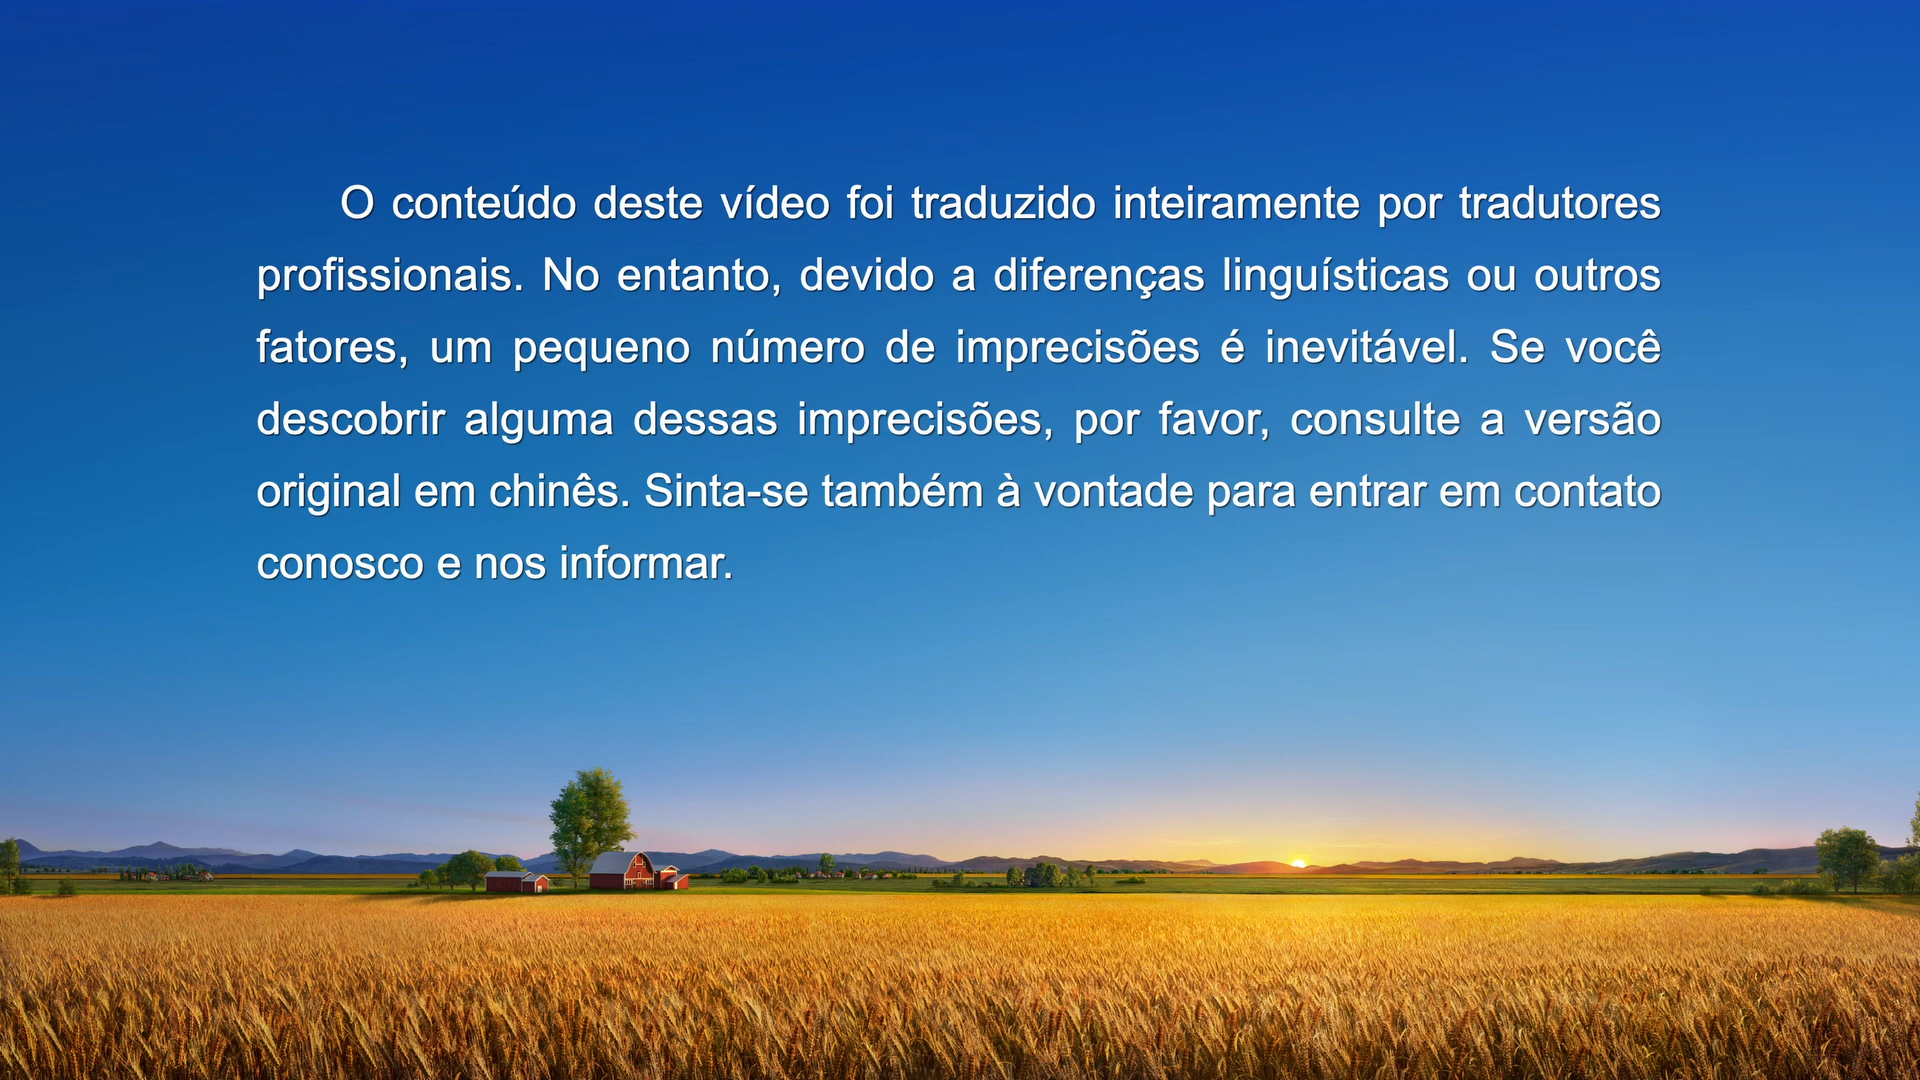 O conteúdo deste vídeo foi traduzido inteiramente por tradutores
profissionais. No entanto, devido a diferenças linguísticas ou outros
fatores, um pequeno número de imprecisões é inevitável. Se você
descobrir alguma dessas imprecisões, por favor, consulte a versão
original em chinês. Sinta-se também à vontade para entrar em contato
conosco e nos informar.